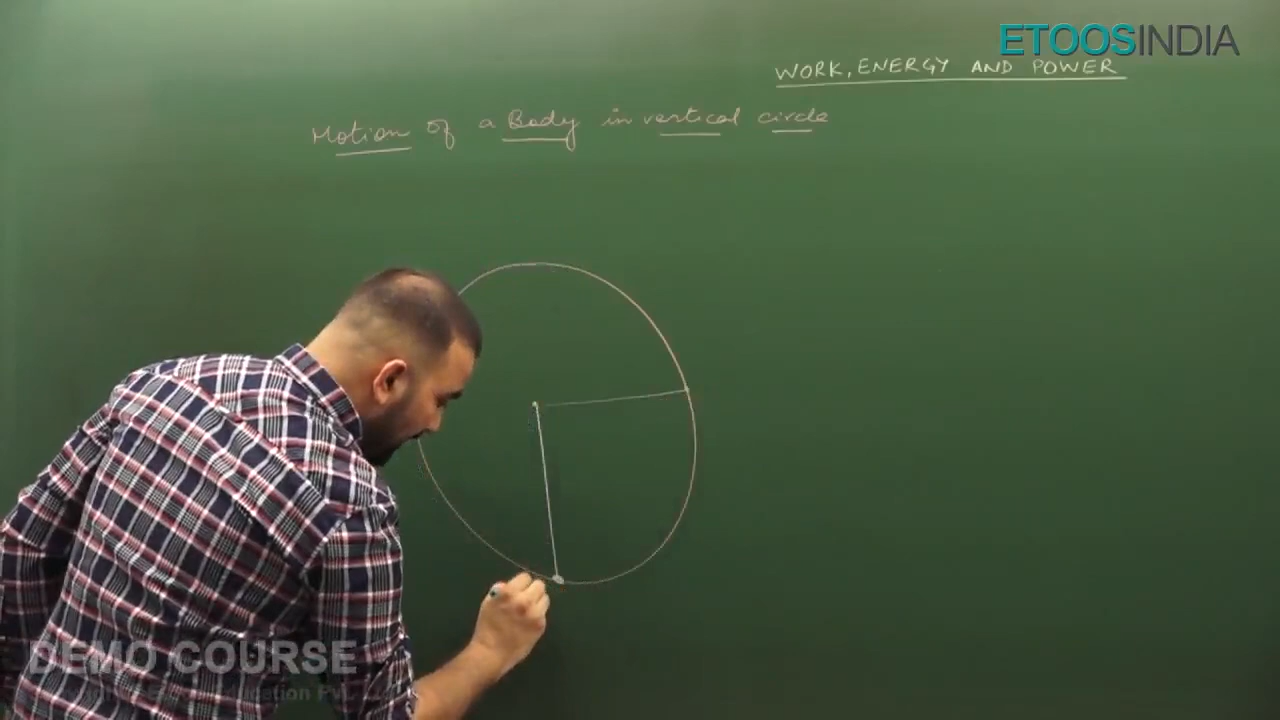 ETOOSINDIA
WORK, ENERGY AND POWER
Motion of a Body in vertical circle
DEMO COURSE